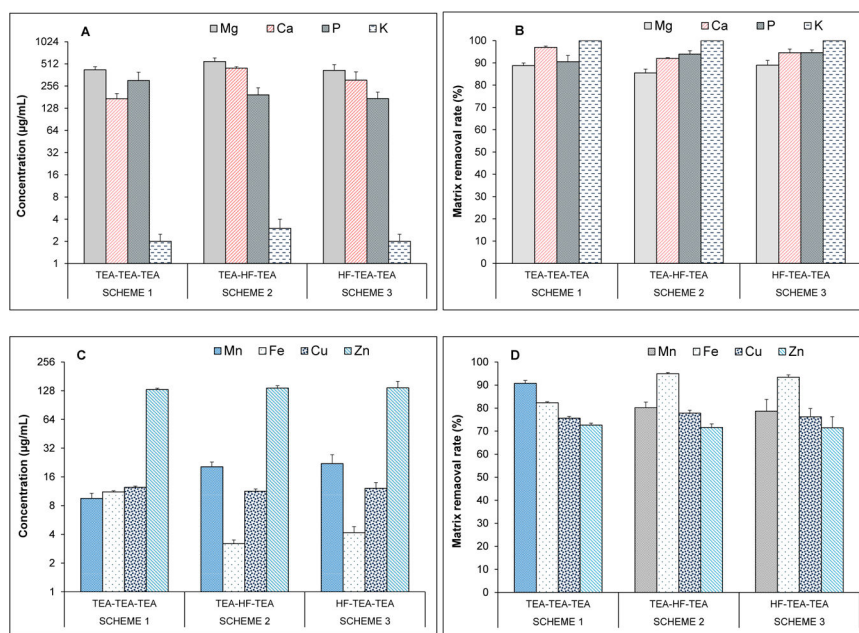 A
Mg Ca P K
Concentration (µg/mL)
1024
512
256
128
64
32
16
8
4
2
1
TEA-TEA-TEA TEA-HF-TEA HF-TEA-TEA
SCHEME 1 SCHEME 2 SCHEME 3
B
Mg Ca P K
Matrix remaoval rate (%)
100
90
80
70
60
50
40
30
20
10
0
TEA-TEA-TEA TEA-HF-TEA HF-TEA-TEA
SCHEME 1 SCHEME 2 SCHEME 3
C
Mn Fe Cu Zn
Concentration (µg/mL)
256
128
64
32
16
8
4
2
1
TEA-TEA-TEA TEA-HF-TEA HF-TEA-TEA
SCHEME 1 SCHEME 2 SCHEME 3
D
Mn Fe Cu Zn
Matrix remaoval rate (%)
100
90
80
70
60
50
40
30
20
10
0
TEA-TEA-TEA TEA-HF-TEA HF-TEA-TEA
SCHEME 1 SCHEME 2 SCHEME 3